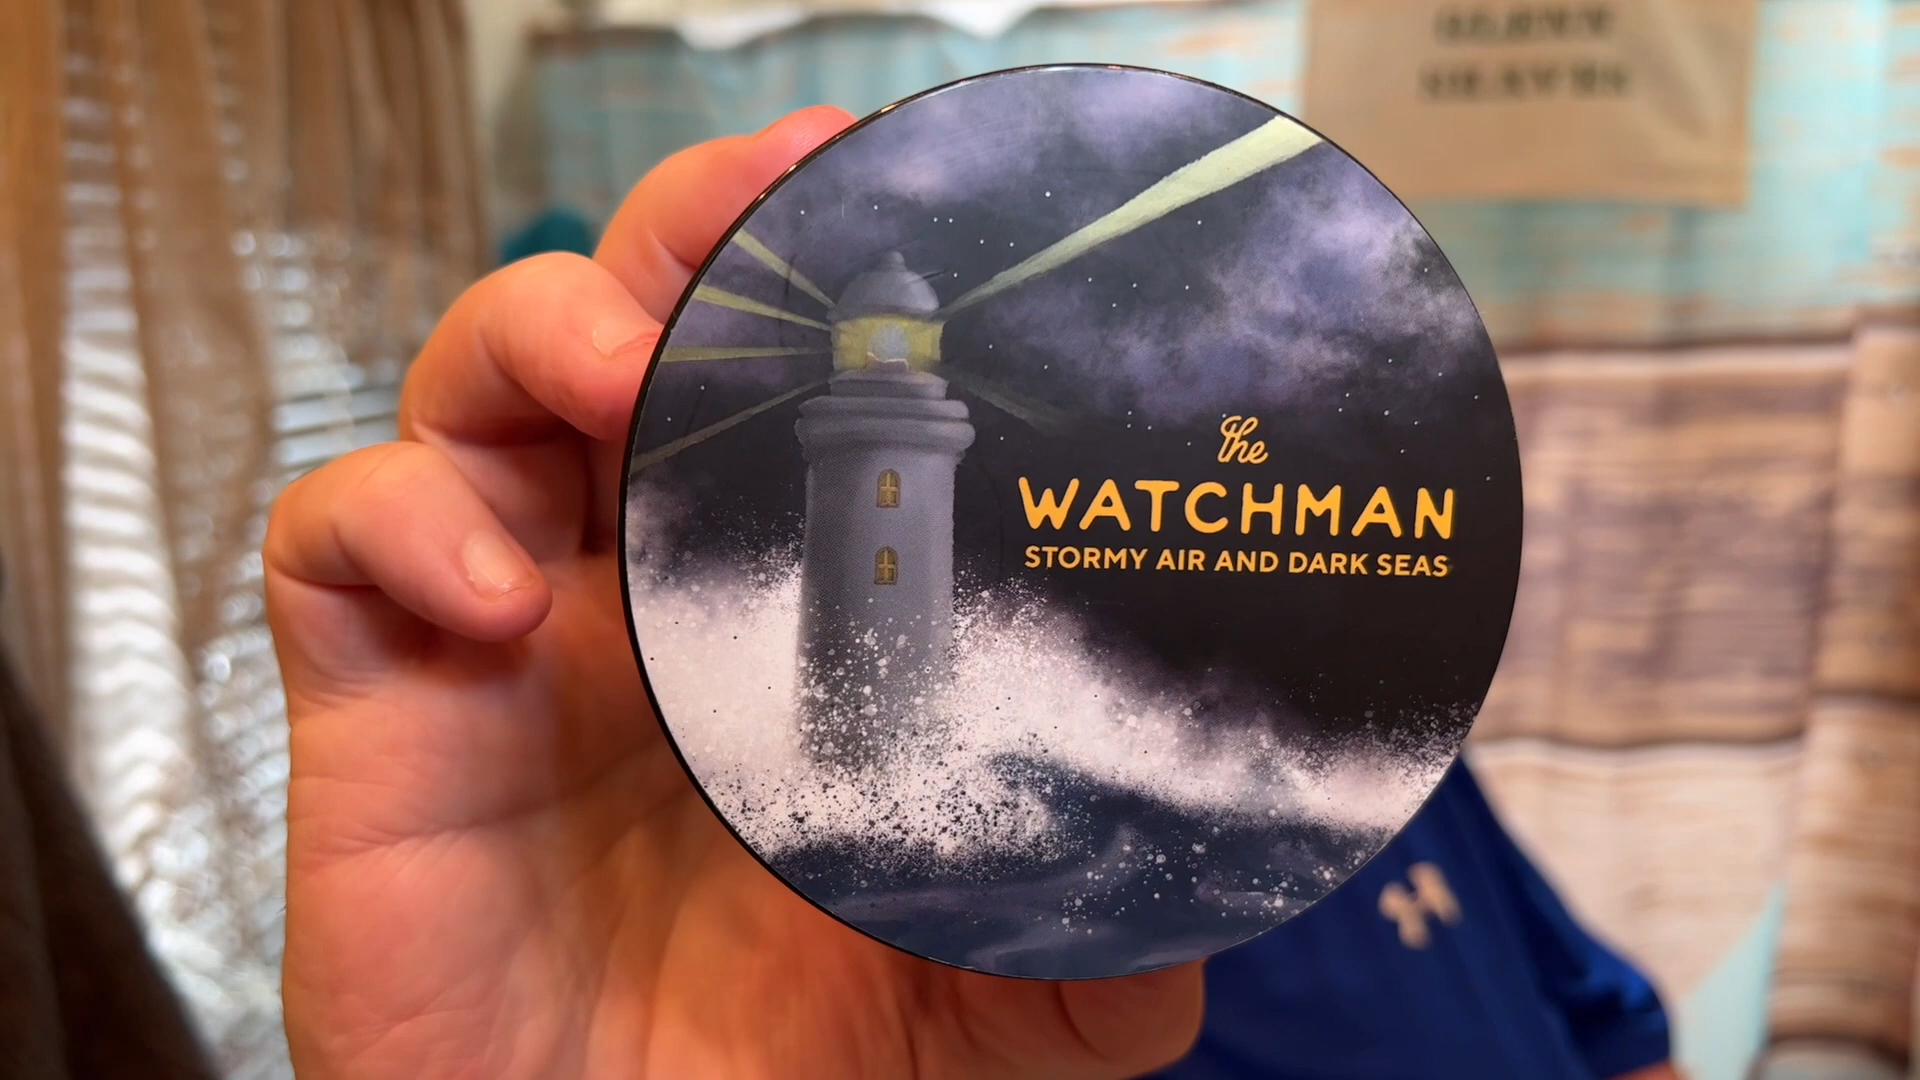 the
WATCHMAN
STORMY AIR AND DARK SEAS